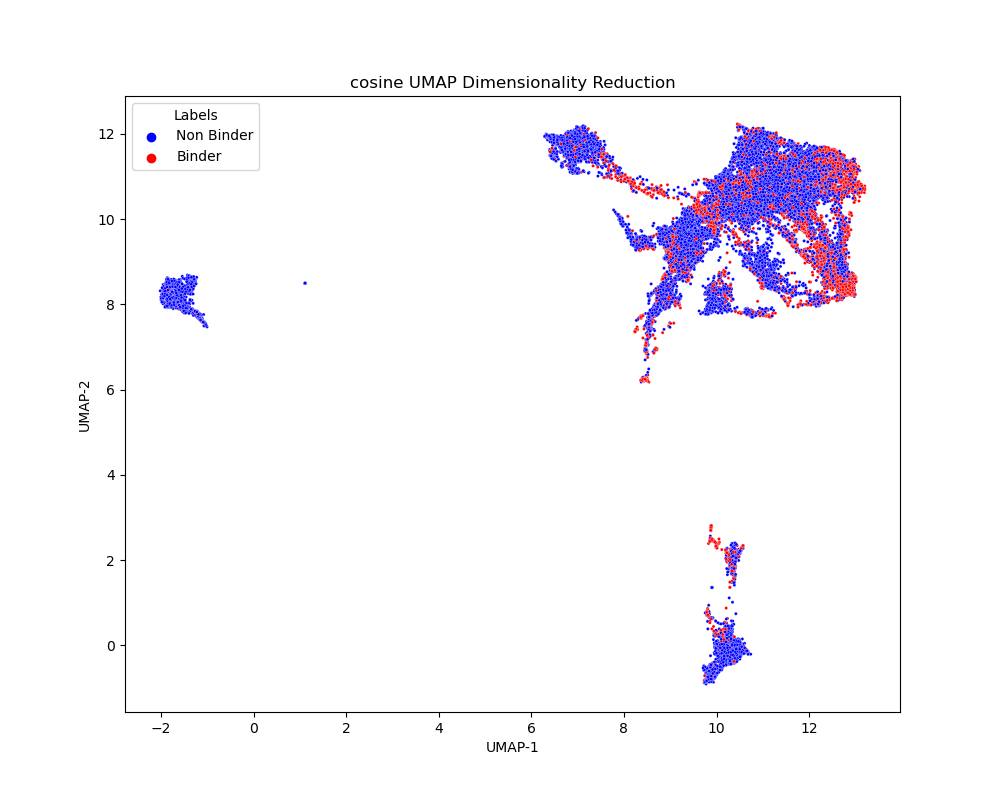 cosine UMAP Dimensionality Reduction
Labels
Non Binder
Binder
12
10
8
6
4
2
0
UMAP-2
−2 0 2 4 6 8 10 12
UMAP-1